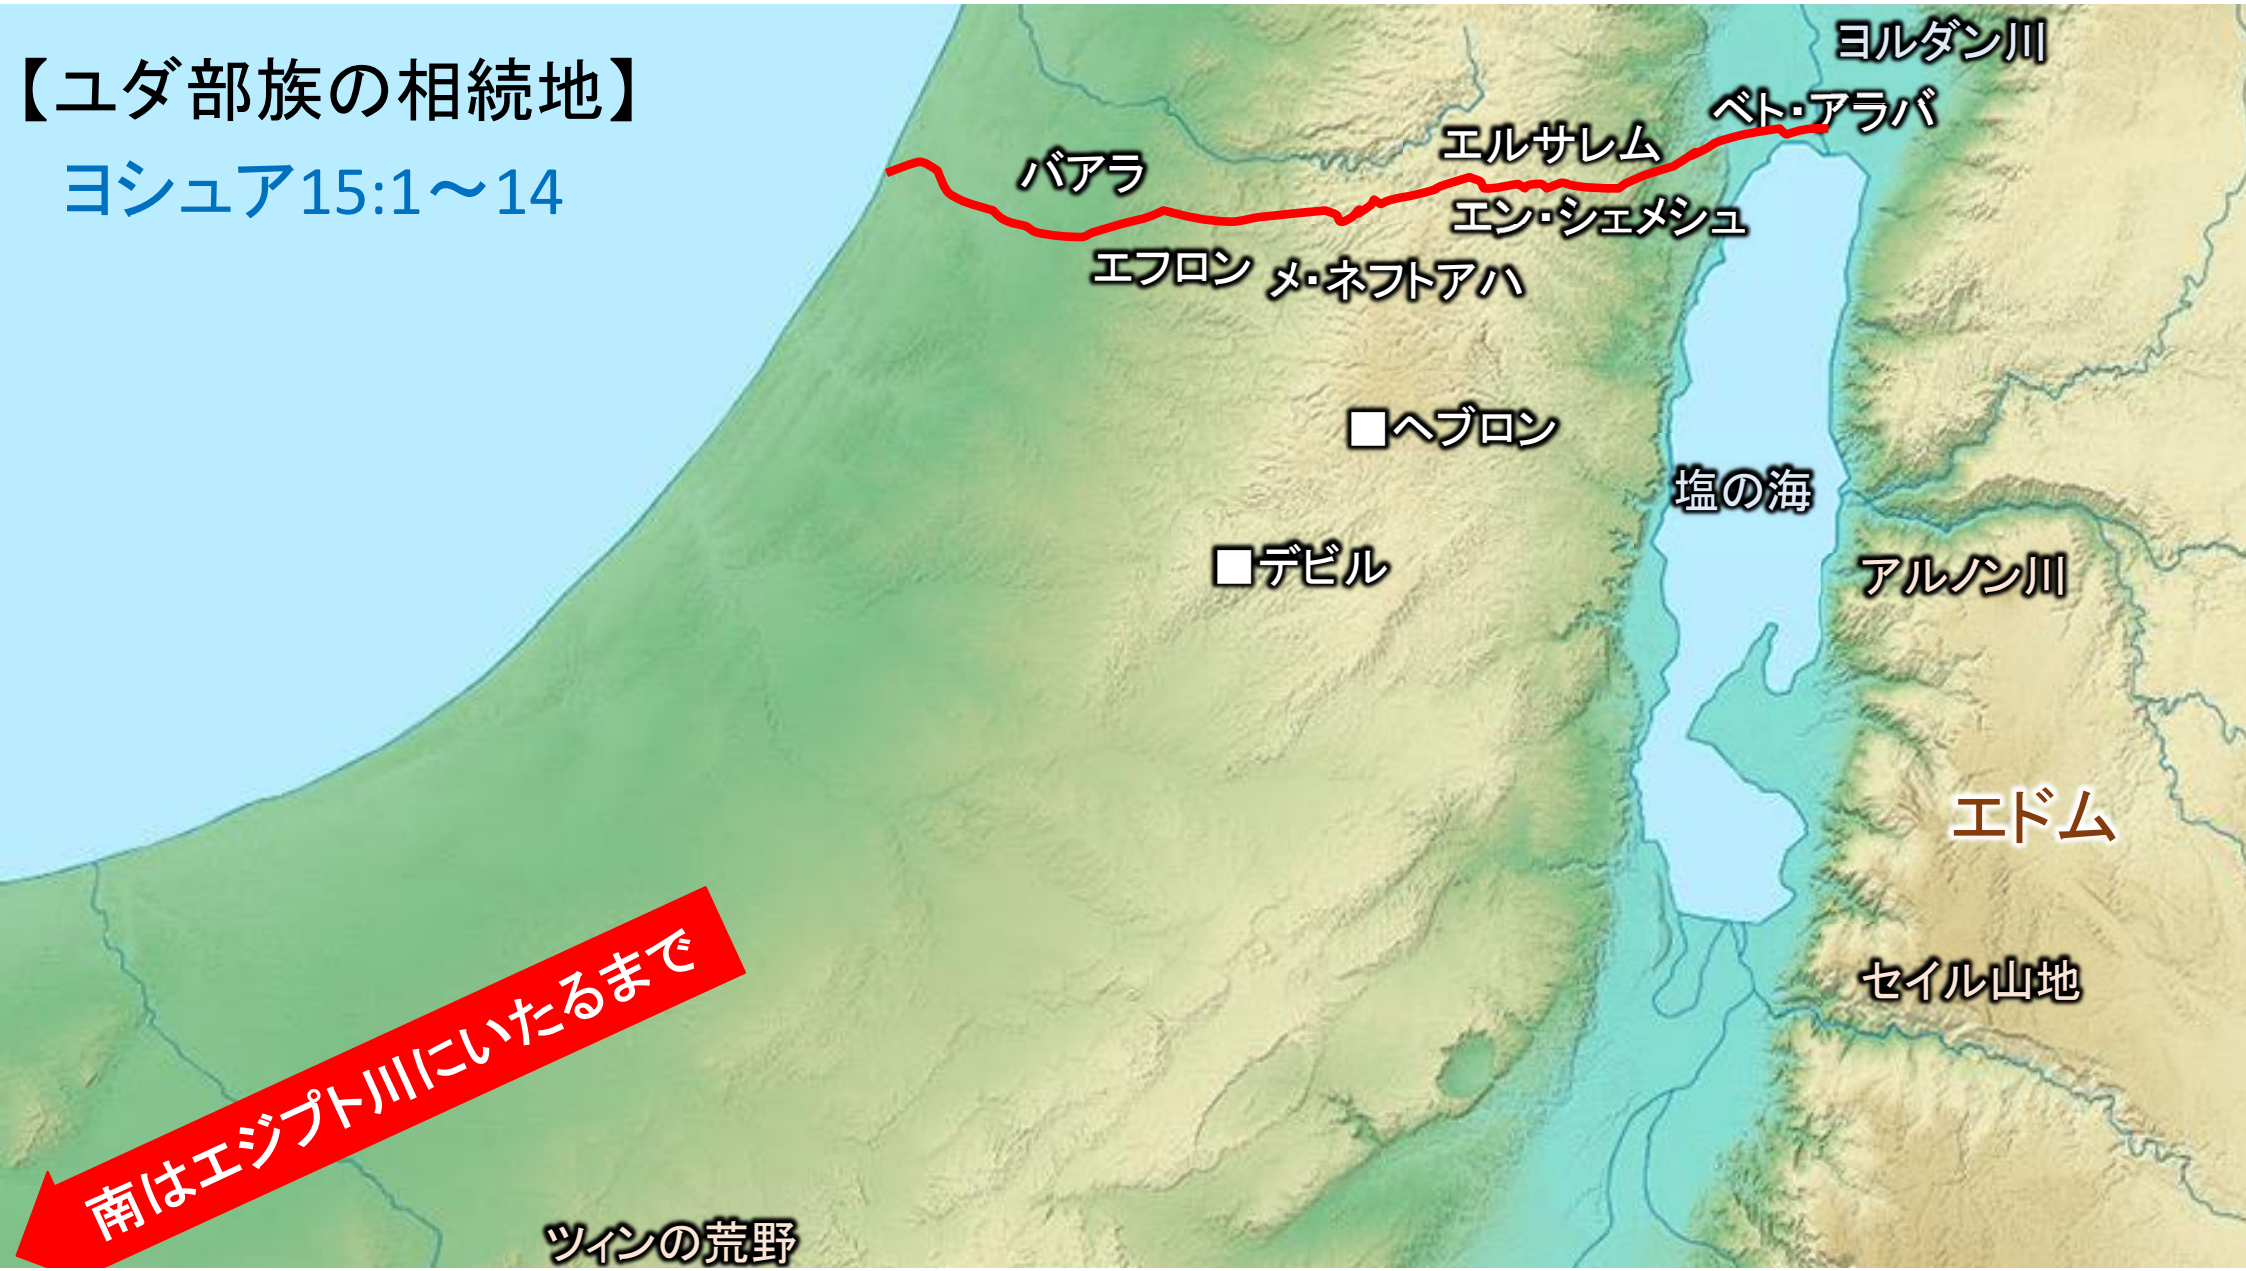 【ユダ部族の相続地】
ヨシュア15:1～14
ヨルダン川
ベト・アラバ
エルサレム
バアラ
エン・シェメシュ
エフロン
メ・ネフトアハ
■ヘブロン
塩の海
■デビル
アルノン川
エドム
セイル山地
南はエジプト川にいたるまで
ツィンの荒野